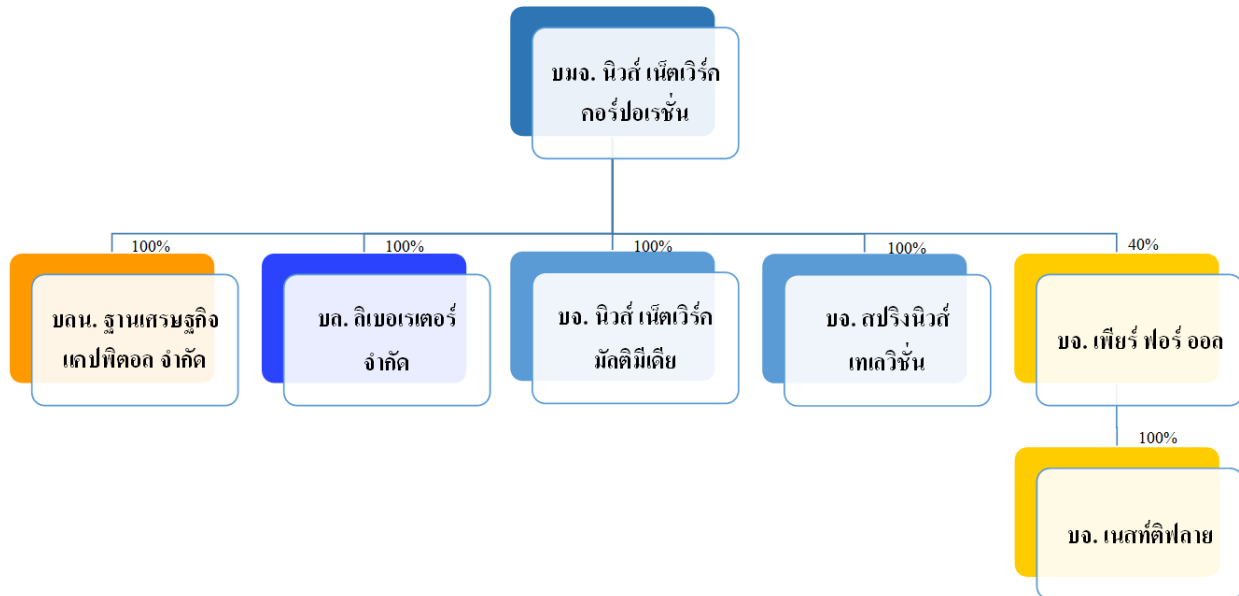 บมจ. นิวส์ เน็ตเวิร์ค
คอร์ปอเรชั่น
100%
100%
100%
100%
40%
บลน. ฐานเศรษฐกิจ
แคปพิตอล จำกัด
บล. ลิเบอเรเตอร์
จำกัด
บจ. นิวส์ เน็ตเวิร์ค
มัลติมีเดีย
บจ. สปริงนิวส์
เทเลวิชั่น
บจ. เพียร์ ฟอร์ ออล
100%
บจ. เนสท์ติฟลาย